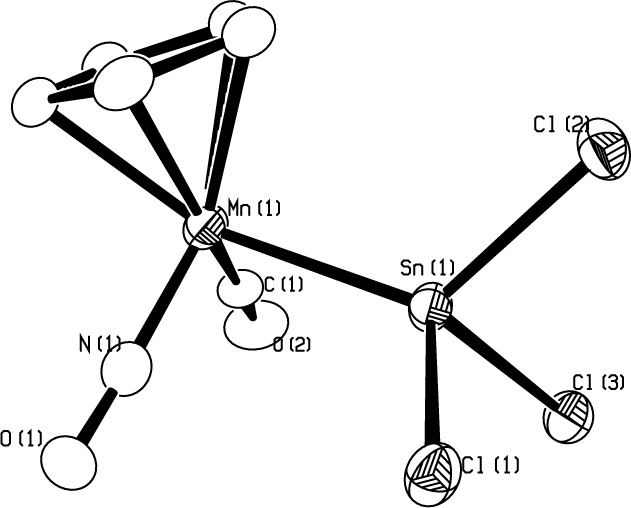 Cl(2)
Mn(1)
Sn(1)
C(1)
N(1)
O(2)
Cl(3)
O(1)
Cl(1)